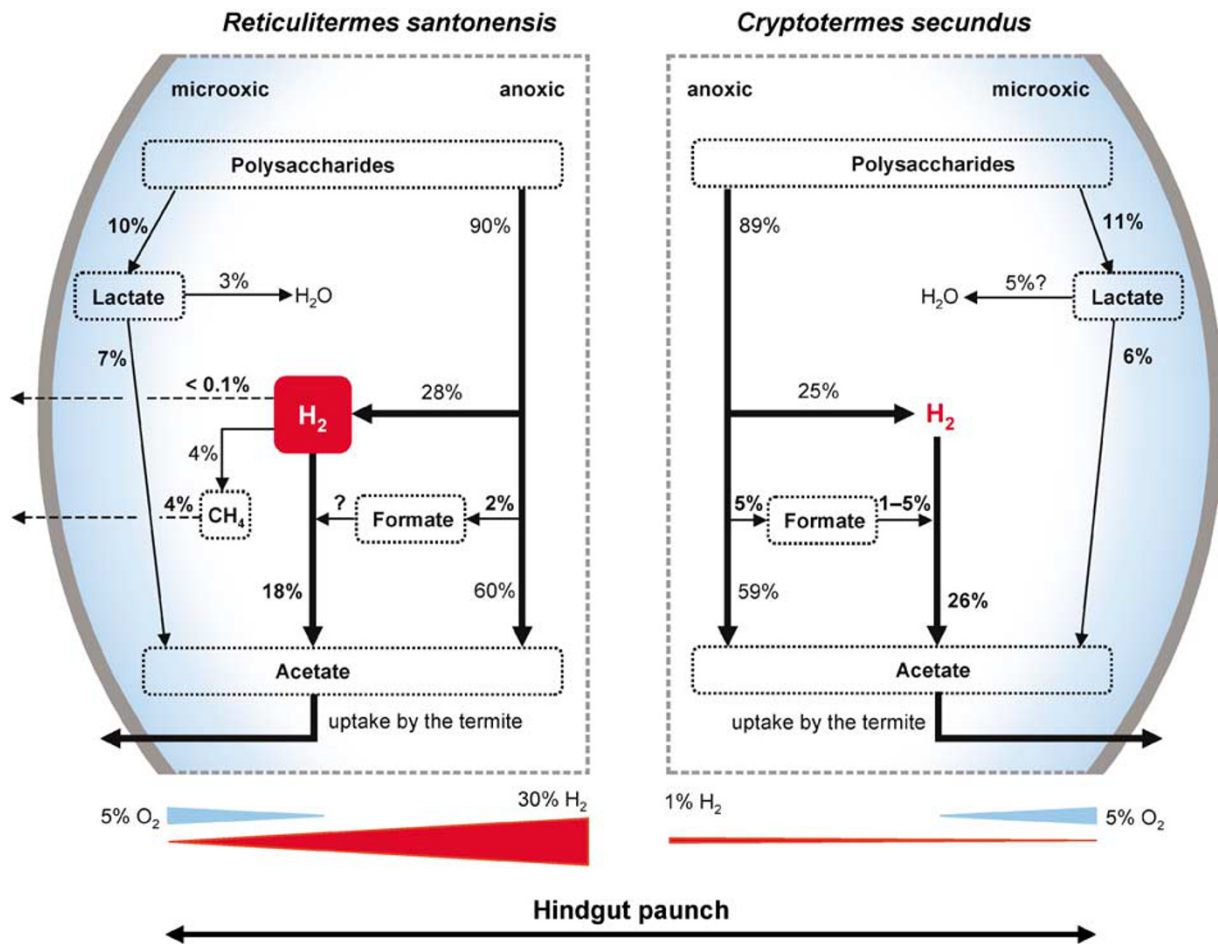 Reticulitermes santonensis
Cryptotermes secundus
microoxic
anoxic
anoxic
microoxic
Polysaccharides
Polysaccharides
10%
90%
89%
11%
Lactate
3%
H₂O
H₂O
5%?
Lactate
7%
6%
< 0.1%
H₂
28%
25%
H₂
4%
4%
CH₄
?
Formate
2%
5%
Formate
1–5%
18%
60%
59%
26%
Acetate
Acetate
uptake by the termite
uptake by the termite
5% O₂
30% H₂
1% H₂
5% O₂
Hindgut paunch